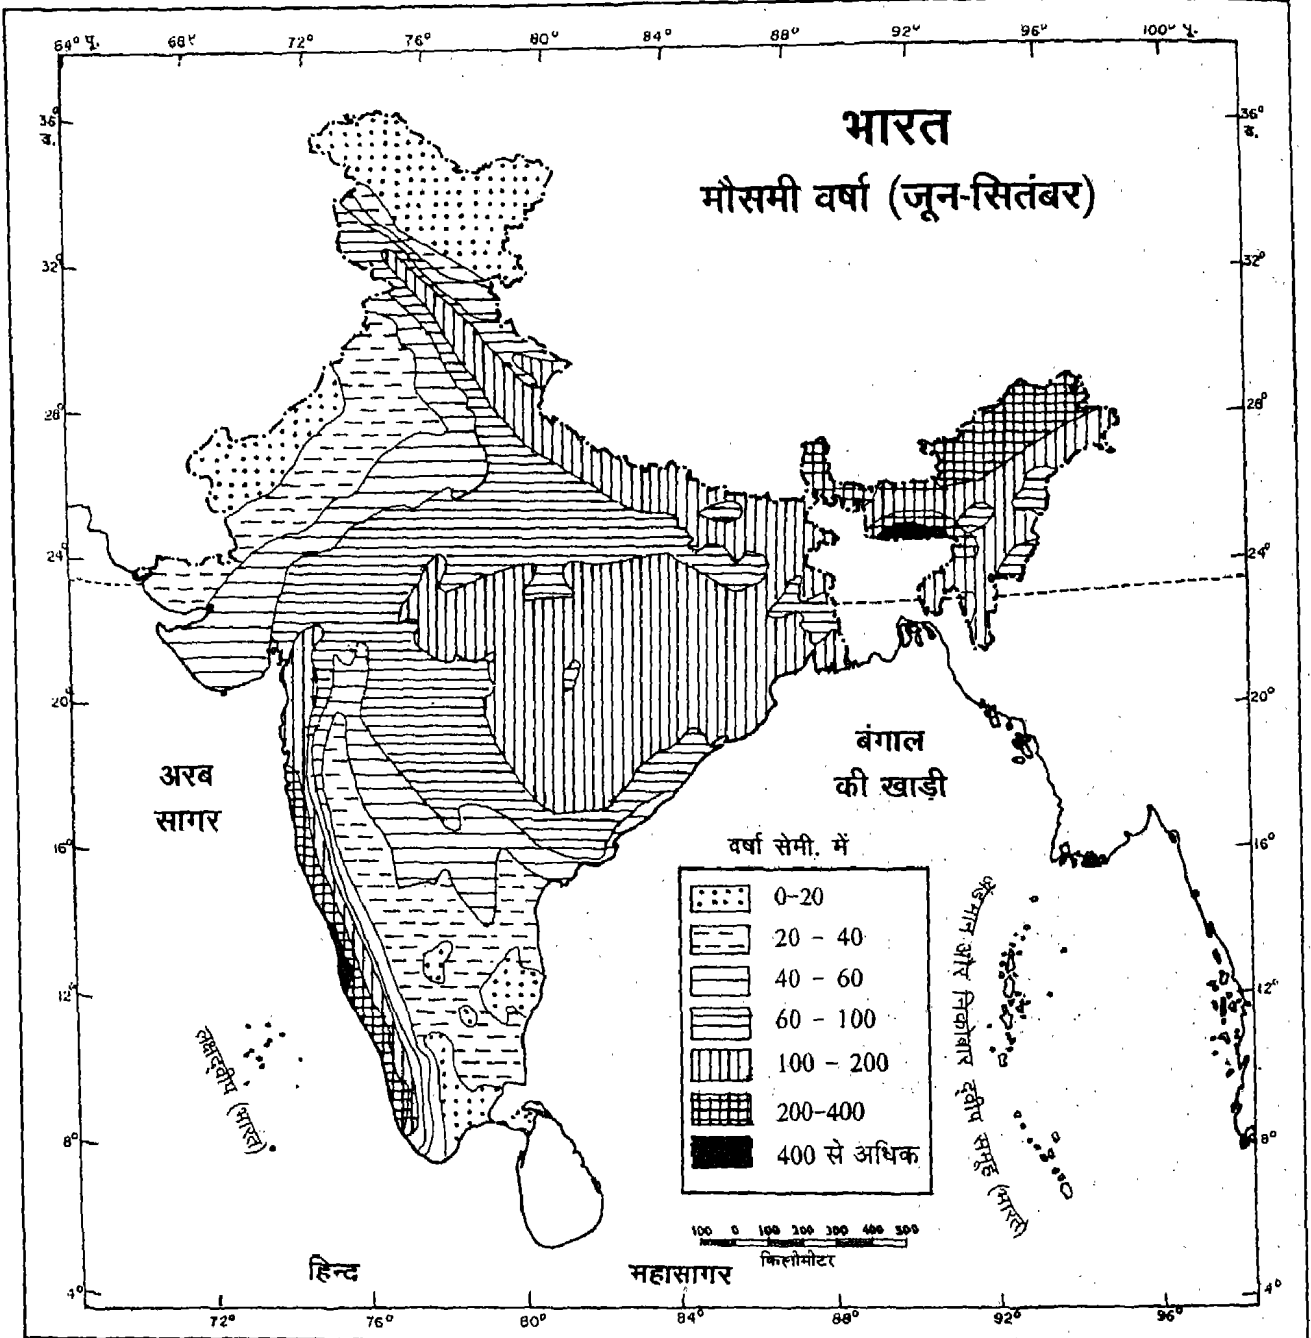 64° पू. 68° 72° 76° 80° 84° 88° 92° 96° 100° पू.
भारत
मौसमी वर्षा (जून-सितंबर)
36° 36°
32° 32°
28° 28°
24° 24°
20° 20°
16° 16°
12° 12°
8° 8°
4° 4°
अरब
सागर
बंगाल
की खाड़ी
वर्षा सेमी. में
0-20
20 - 40
40 - 60
60 - 100
100 - 200
200-400
400 से अधिक
लक्षद्वीप (भारत)
अंडमान और निकोबार द्वीप समूह (भारत)
100 0 100 200 300 400 500
किलोमीटर
हिन्द महासागर
72° 76° 80° 84° 88° 92° 96°